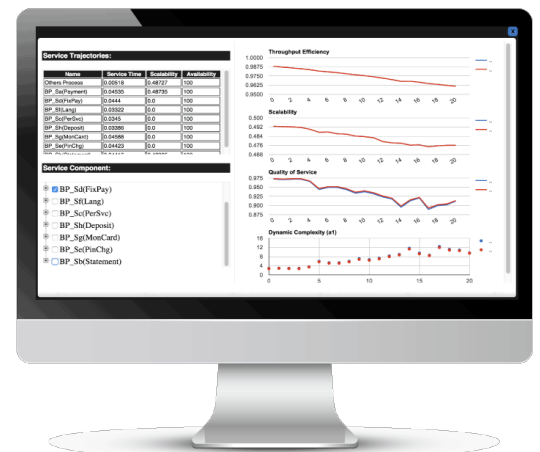 X
Service Trajectories:
Name Service Time Scalability Availability
Others Process 0.00518 0.48727 100
BP_Sa(Payment) 0.04535 0.48735 100
BP_Sd(FixPay) 0.0444 0.0 100
BP_Sf(Lang) 0.03322 0.0 100
BP_Sc(PerSvc) 0.0345 0.0 100
BP_Sh(Deposit) 0.03386 0.0 100
BP_Sg(MonCard) 0.04588 0.0 100
BP_Se(PinChg) 0.04423 0.0 100
Service Component:
BP_Sd(FixPay)
BP_Sf(Lang)
BP_Sc(PerSvc)
BP_Sh(Deposit)
BP_Sg(MonCard)
BP_Se(PinChg)
BP_Sb(Statement)
Throughput Efficiency
1.0000
0.9875
0.9750
0.9625
0.9500
0 2 4 6 8 10 12 14 16 18 20
Scalability
0.500
0.492
0.484
0.476
0.468
0 2 4 6 8 10 12 14 16 18 20
Quality of Service
0.975
0.950
0.925
0.900
0.875
0 2 4 6 8 10 12 14 16 18 20
Dynamic Complexity (a1)
16
12
8
4
0
0 5 10 15 20